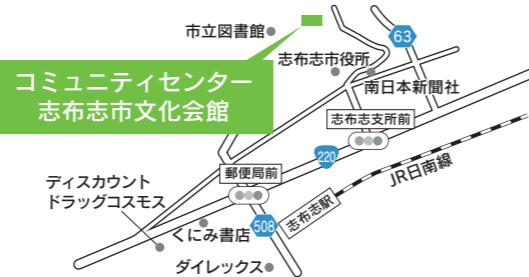 市立図書館
63
志布志市役所
コミュニティセンター
志布志市文化会館
南日本新聞社
志布志支所前
220
郵便局前
JR日南線
ディスカウント
ドラッグコスモス
志布志駅
508
くにみ書店
ダイレックス